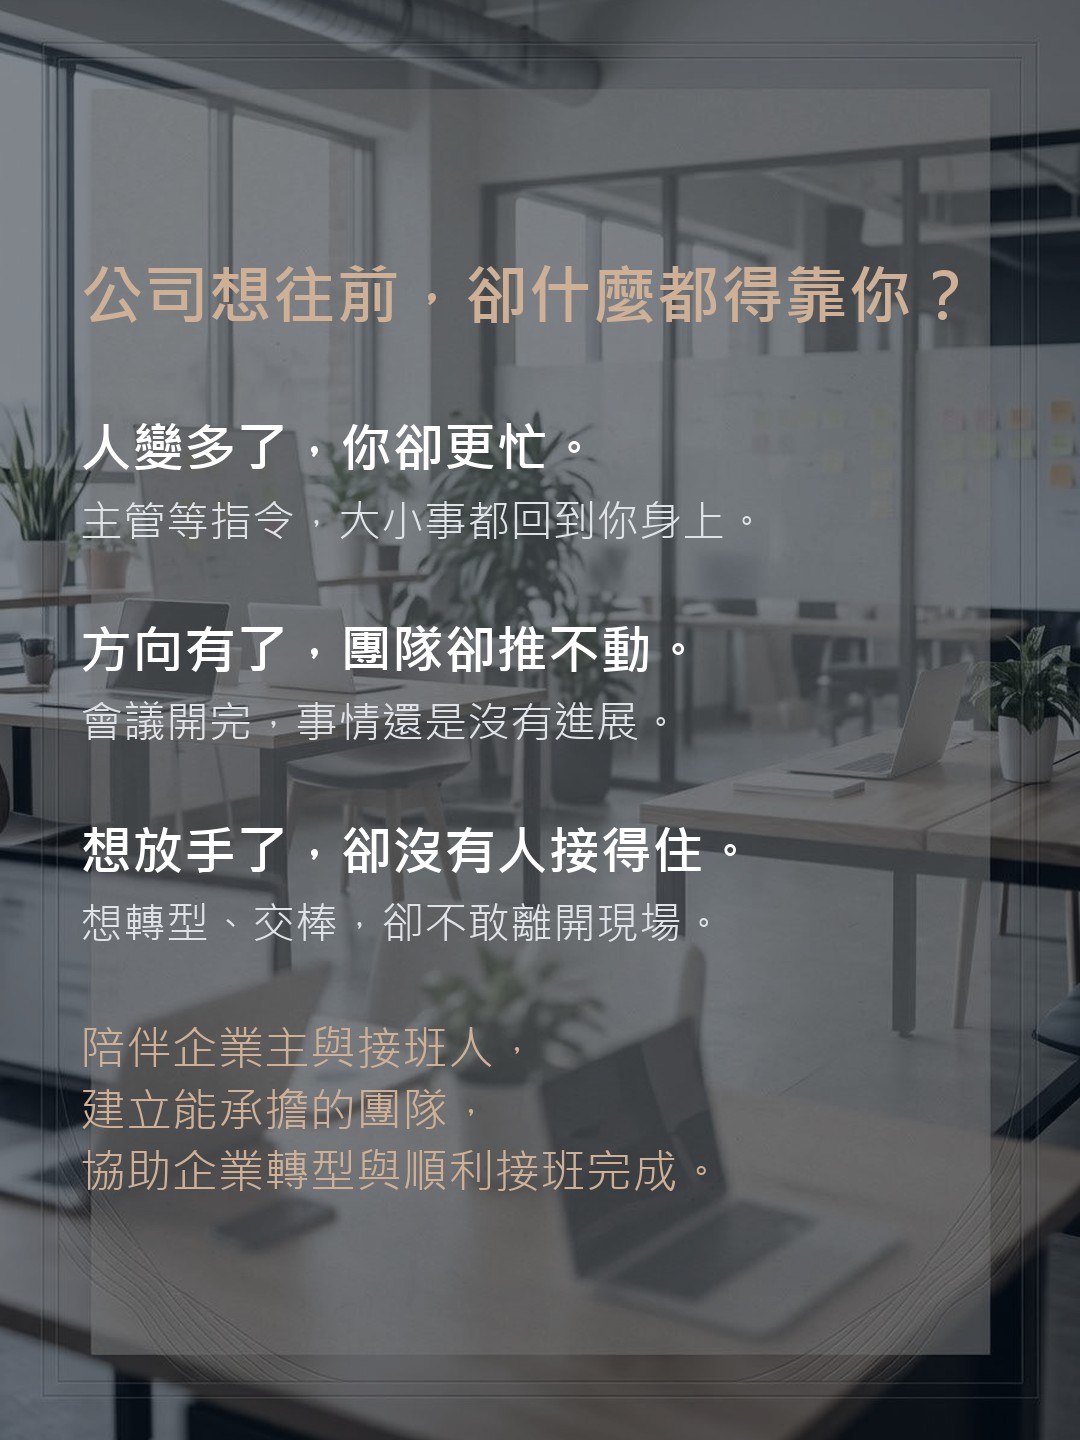 公司想往前，卻什麼都得靠你？
人變多了，你卻更忙。
主管等指令，大小事都回到你身上。
方向有了，團隊卻推不動。
會議開完，事情還是沒有進展。
想放手了，卻沒有人接得住。
想轉型、交棒，卻不敢離開現場。
陪伴企業主與接班人，
建立能承擔的團隊，
協助企業轉型與順利接班完成。